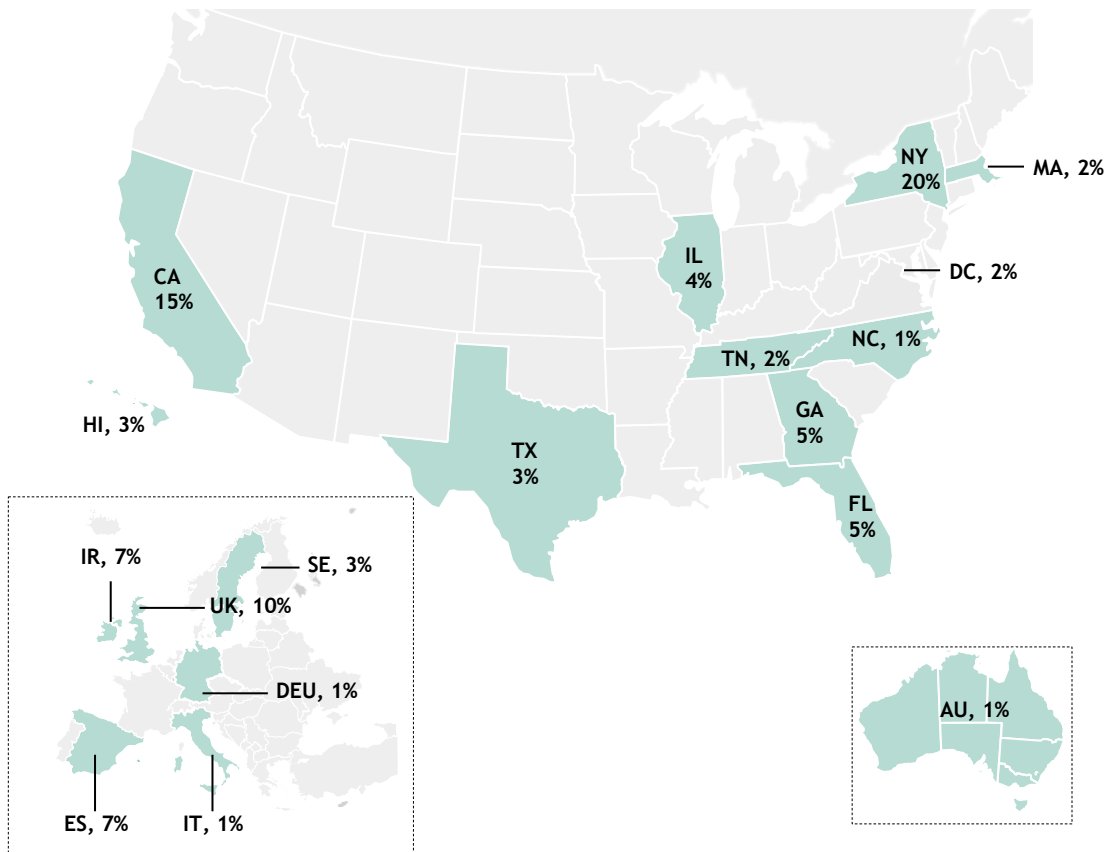 NY
20%
MA, 2%
IL
4%
CA
15%
DC, 2%
NC, 1%
TN, 2%
GA
5%
HI, 3%
TX
3%
FL
5%
IR, 7%
SE, 3%
UK, 10%
DEU, 1%
AU, 1%
ES, 7%
IT, 1%